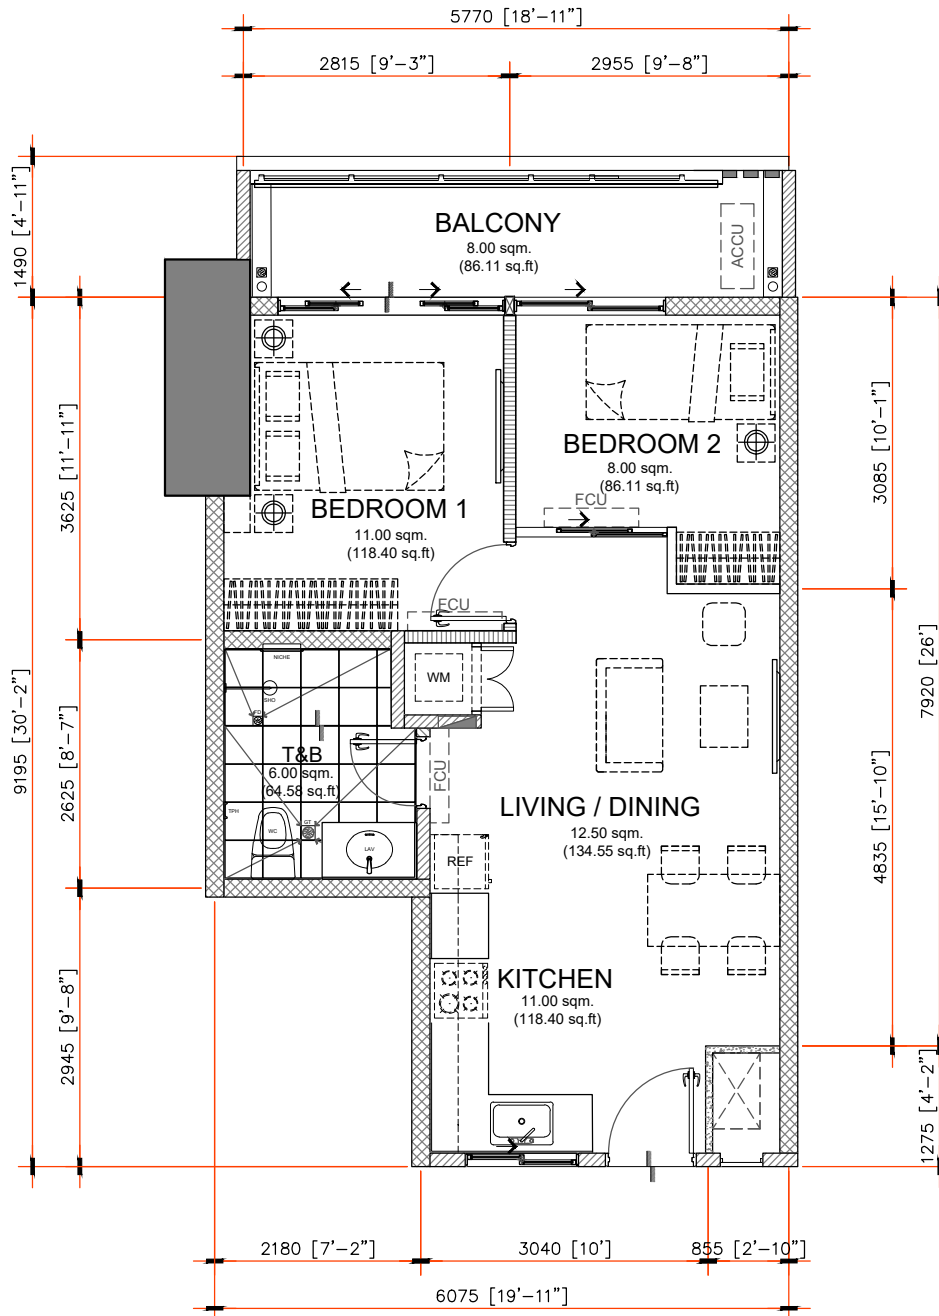 5770 [18'-11"]
2815 [9'-3"]
2955 [9'-8"]
1490 [4'-11"]
BALCONY
8.00 sqm.
(86.11 sq.ft)
ACCU
3625 [11'-11"]
3085 [10'-1"]
BEDROOM 2
8.00 sqm.
(86.11 sq.ft)
FCU
BEDROOM 1
11.00 sqm.
(118.40 sq.ft)
FCU
9195 [30'-2"]
7920 [26']
NICHE
SHO
FD
WM
2625 [8'-7"]
T&B
6.00 sqm.
(64.58 sq.ft)
FCU
TPH
WC
GT
LAV
LIVING / DINING
12.50 sqm.
(134.55 sq.ft)
REF
4835 [15'-10"]
KITCHEN
11.00 sqm.
(118.40 sq.ft)
2945 [9'-8"]
1275 [4'-2"]
2180 [7'-2"]
3040 [10']
855 [2'-10"]
6075 [19'-11"]